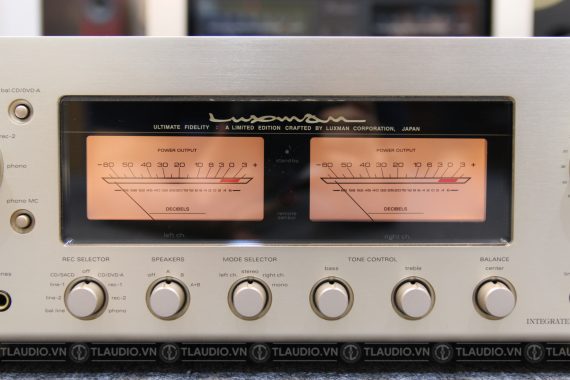 Luxman
ULTIMATE FIDELITY : A LIMITED EDITION CRAFTED BY LUXMAN CORPORATION, JAPAN
bal.CD/DVD-A
rec-2
phono
phono MC
POWER OUTPUT
-60 50 40 30 20 10 6 3 0 3 +
DECIBELS
left ch.
standby
remote
sensor
POWER OUTPUT
-60 50 40 30 20 10 6 3 0 3 +
DECIBELS
right ch.
REC SELECTOR
off
CD/SACD CD/DVD-A
line-1 rec-1
line-2 rec-2
bal line phono
SPEAKERS
off A B A+B
MODE SELECTOR
stereo
left ch. right ch.
mono
TONE CONTROL
bass
treble
BALANCE
center
INTEGRATE
TLAUDIO.VN TLAUDIO.VN TLAUDIO.VN TLAUDIO.VN TLAUDIO.VN TLAUDIO.VN